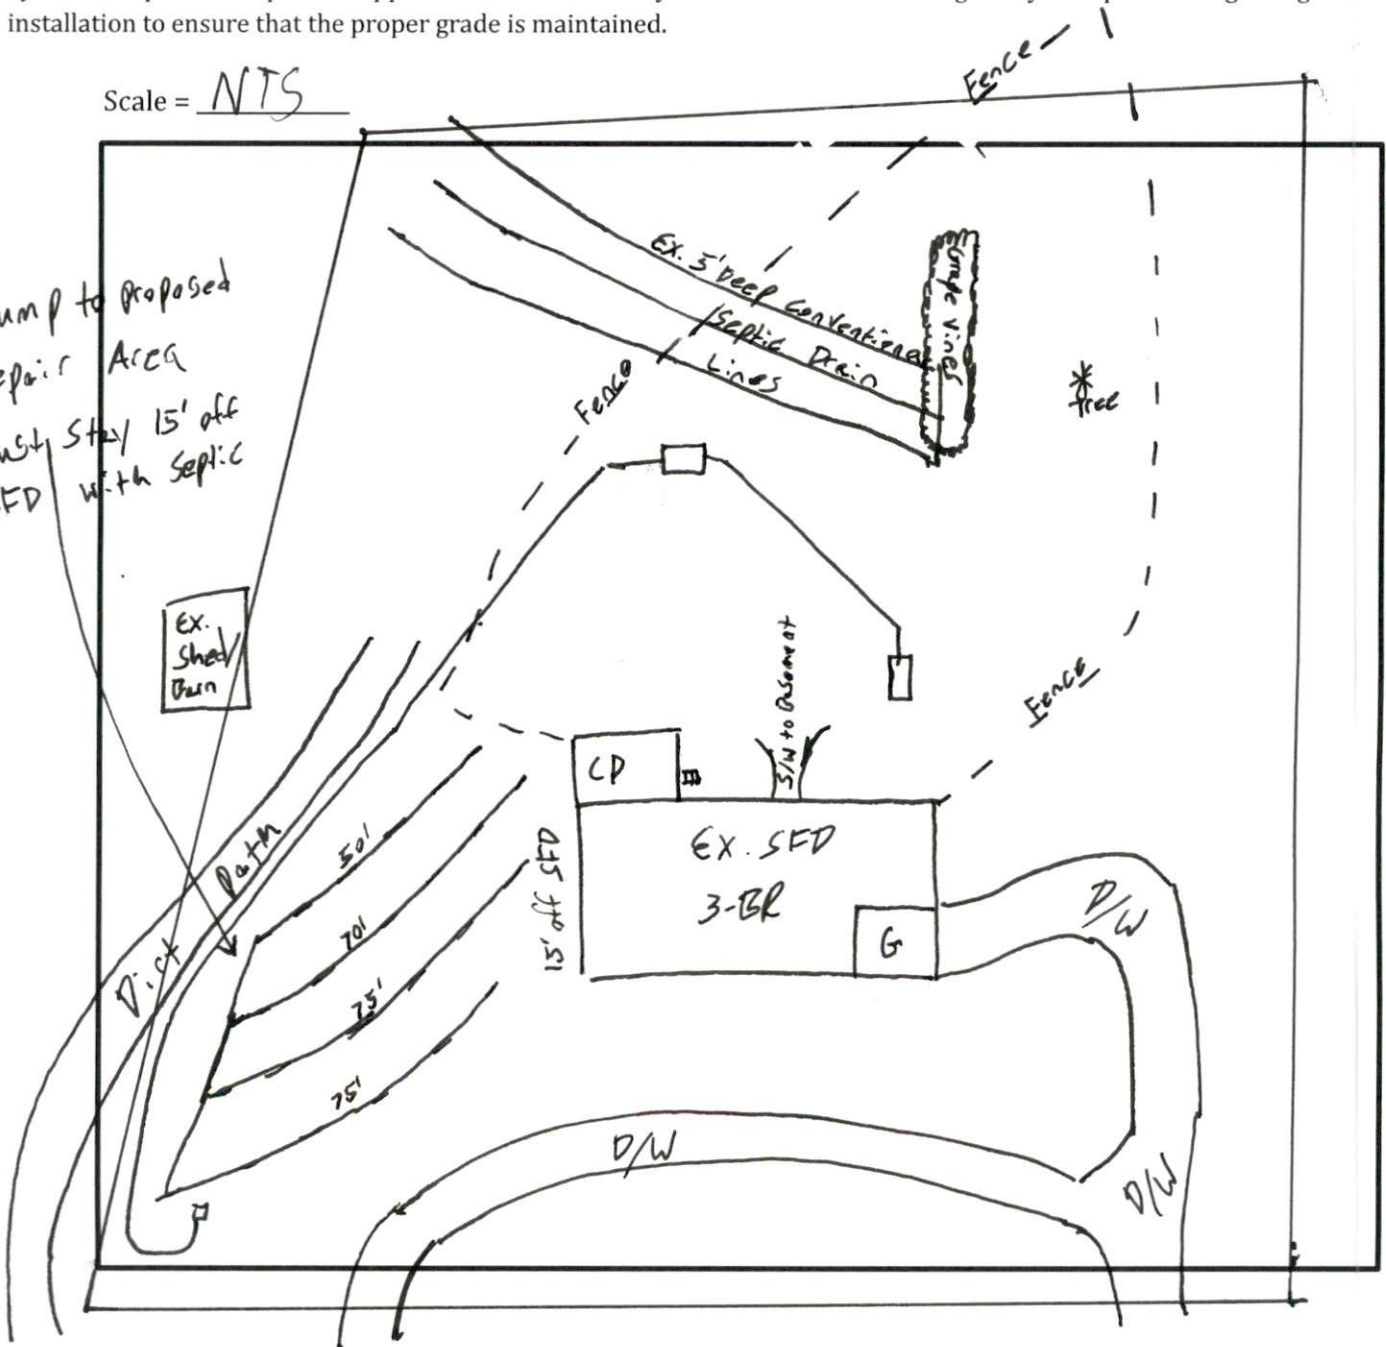 installation to ensure that the proper grade is maintained.
Scale = NTS
Fence
Ex. 5' Deep Conventional
Septic Drain
Lines
Grape Vines
tree
Fence
ump to proposed
epair Area
ust stay 15' off
FD with septic
Ex.
Shed/
Barn
S/W to Basement
Fence
CP
Ex. SFD
3-BR
G
15' off SFD
D/W
Dirt Path
50'
70'
75'
75'
D/W
D/W